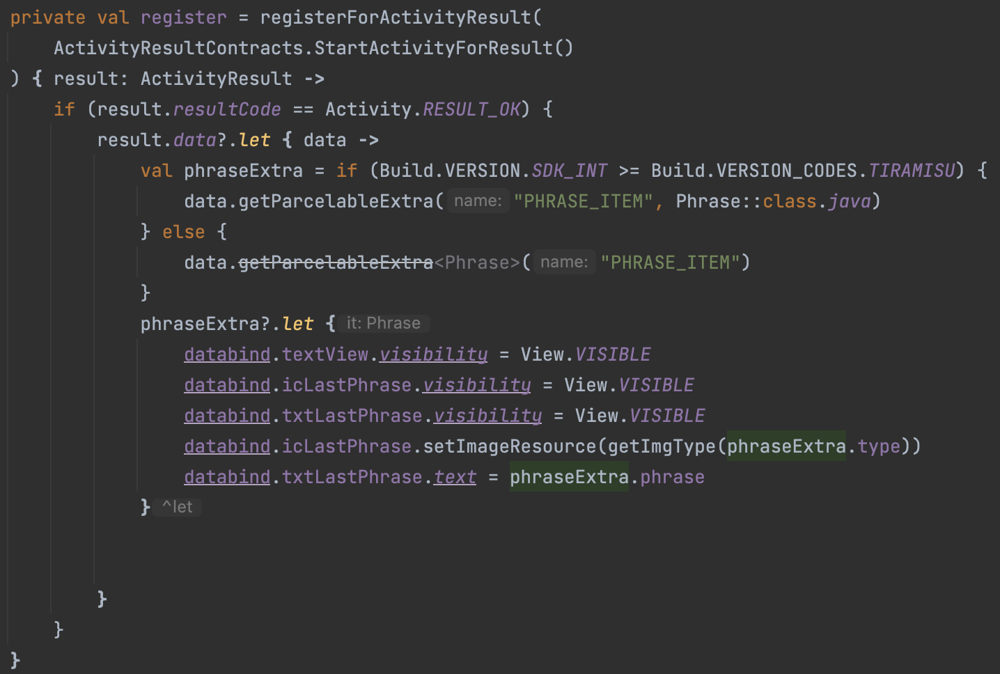 private val register = registerForActivityResult(
    ActivityResultContracts.StartActivityForResult()
) { result: ActivityResult ->
    if (result.resultCode == Activity.RESULT_OK) {
        result.data?.let { data ->
            val phraseExtra = if (Build.VERSION.SDK_INT >= Build.VERSION_CODES.TIRAMISU) {
                data.getParcelableExtra( name: "PHRASE_ITEM", Phrase::class.java)
            } else {
                data.getParcelableExtra<Phrase>( name: "PHRASE_ITEM")
            }
            phraseExtra?.let { it: Phrase
                databind.textView.visibility = View.VISIBLE
                databind.icLastPhrase.visibility = View.VISIBLE
                databind.txtLastPhrase.visibility = View.VISIBLE
                databind.icLastPhrase.setImageResource(getImgType(phraseExtra.type))
                databind.txtLastPhrase.text = phraseExtra.phrase
            } ^let
        }
    }
}